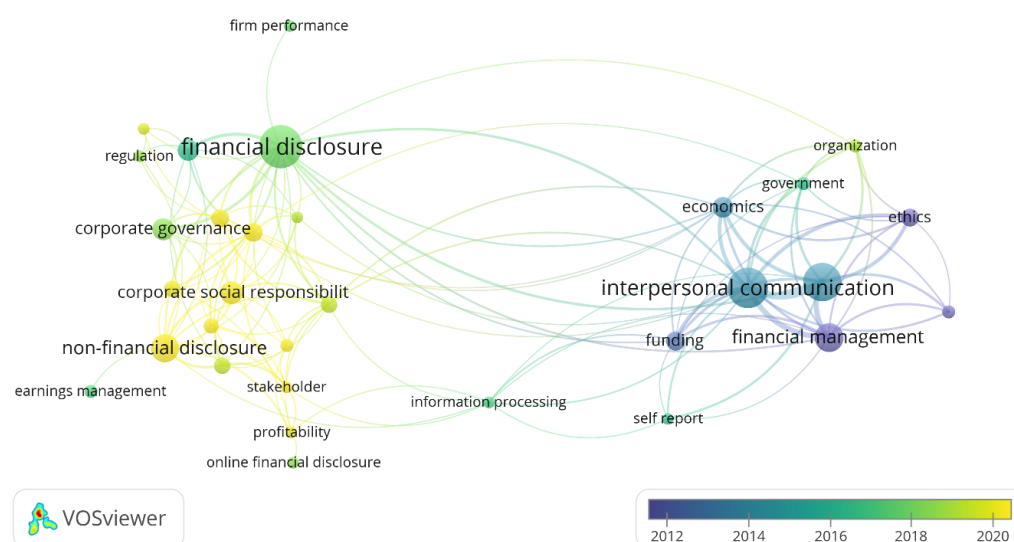 firm performance
financial disclosure
organization
regulation
government
economics
ethics
corporate governance
interpersonal communication
corporate social responsibilit
financial management
funding
non-financial disclosure
stakeholder
earnings management
information processing
self report
profitability
online financial disclosure
VOSviewer
2012 2014 2016 2018 2020